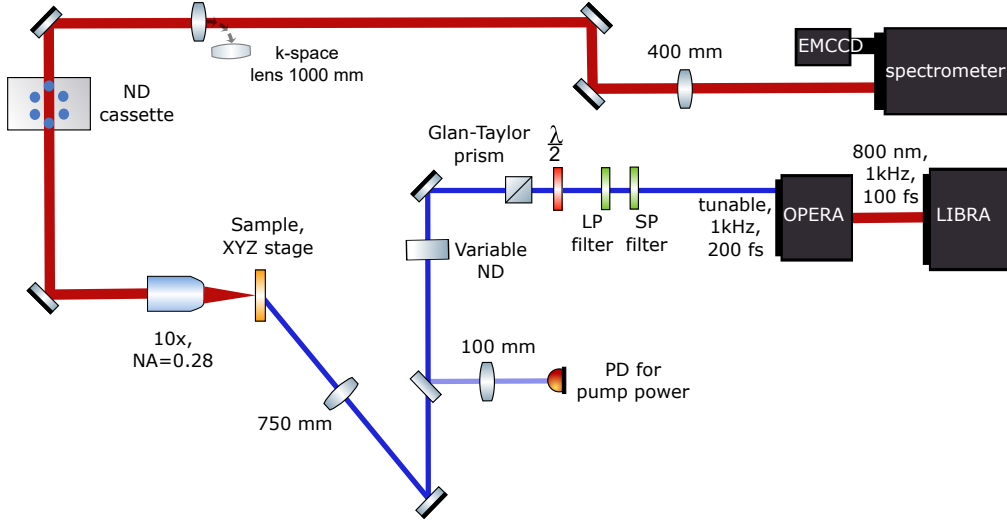 k-space
lens 1000 mm
400 mm
EMCCD
spectrometer
ND
cassette
Glan-Taylor
prism
λ/2
LP
filter
SP
filter
tunable,
1kHz,
200 fs
OPERA
800 nm,
1kHz,
100 fs
LIBRA
Sample,
XYZ stage
Variable
ND
10x,
NA=0.28
750 mm
100 mm
PD for
pump power